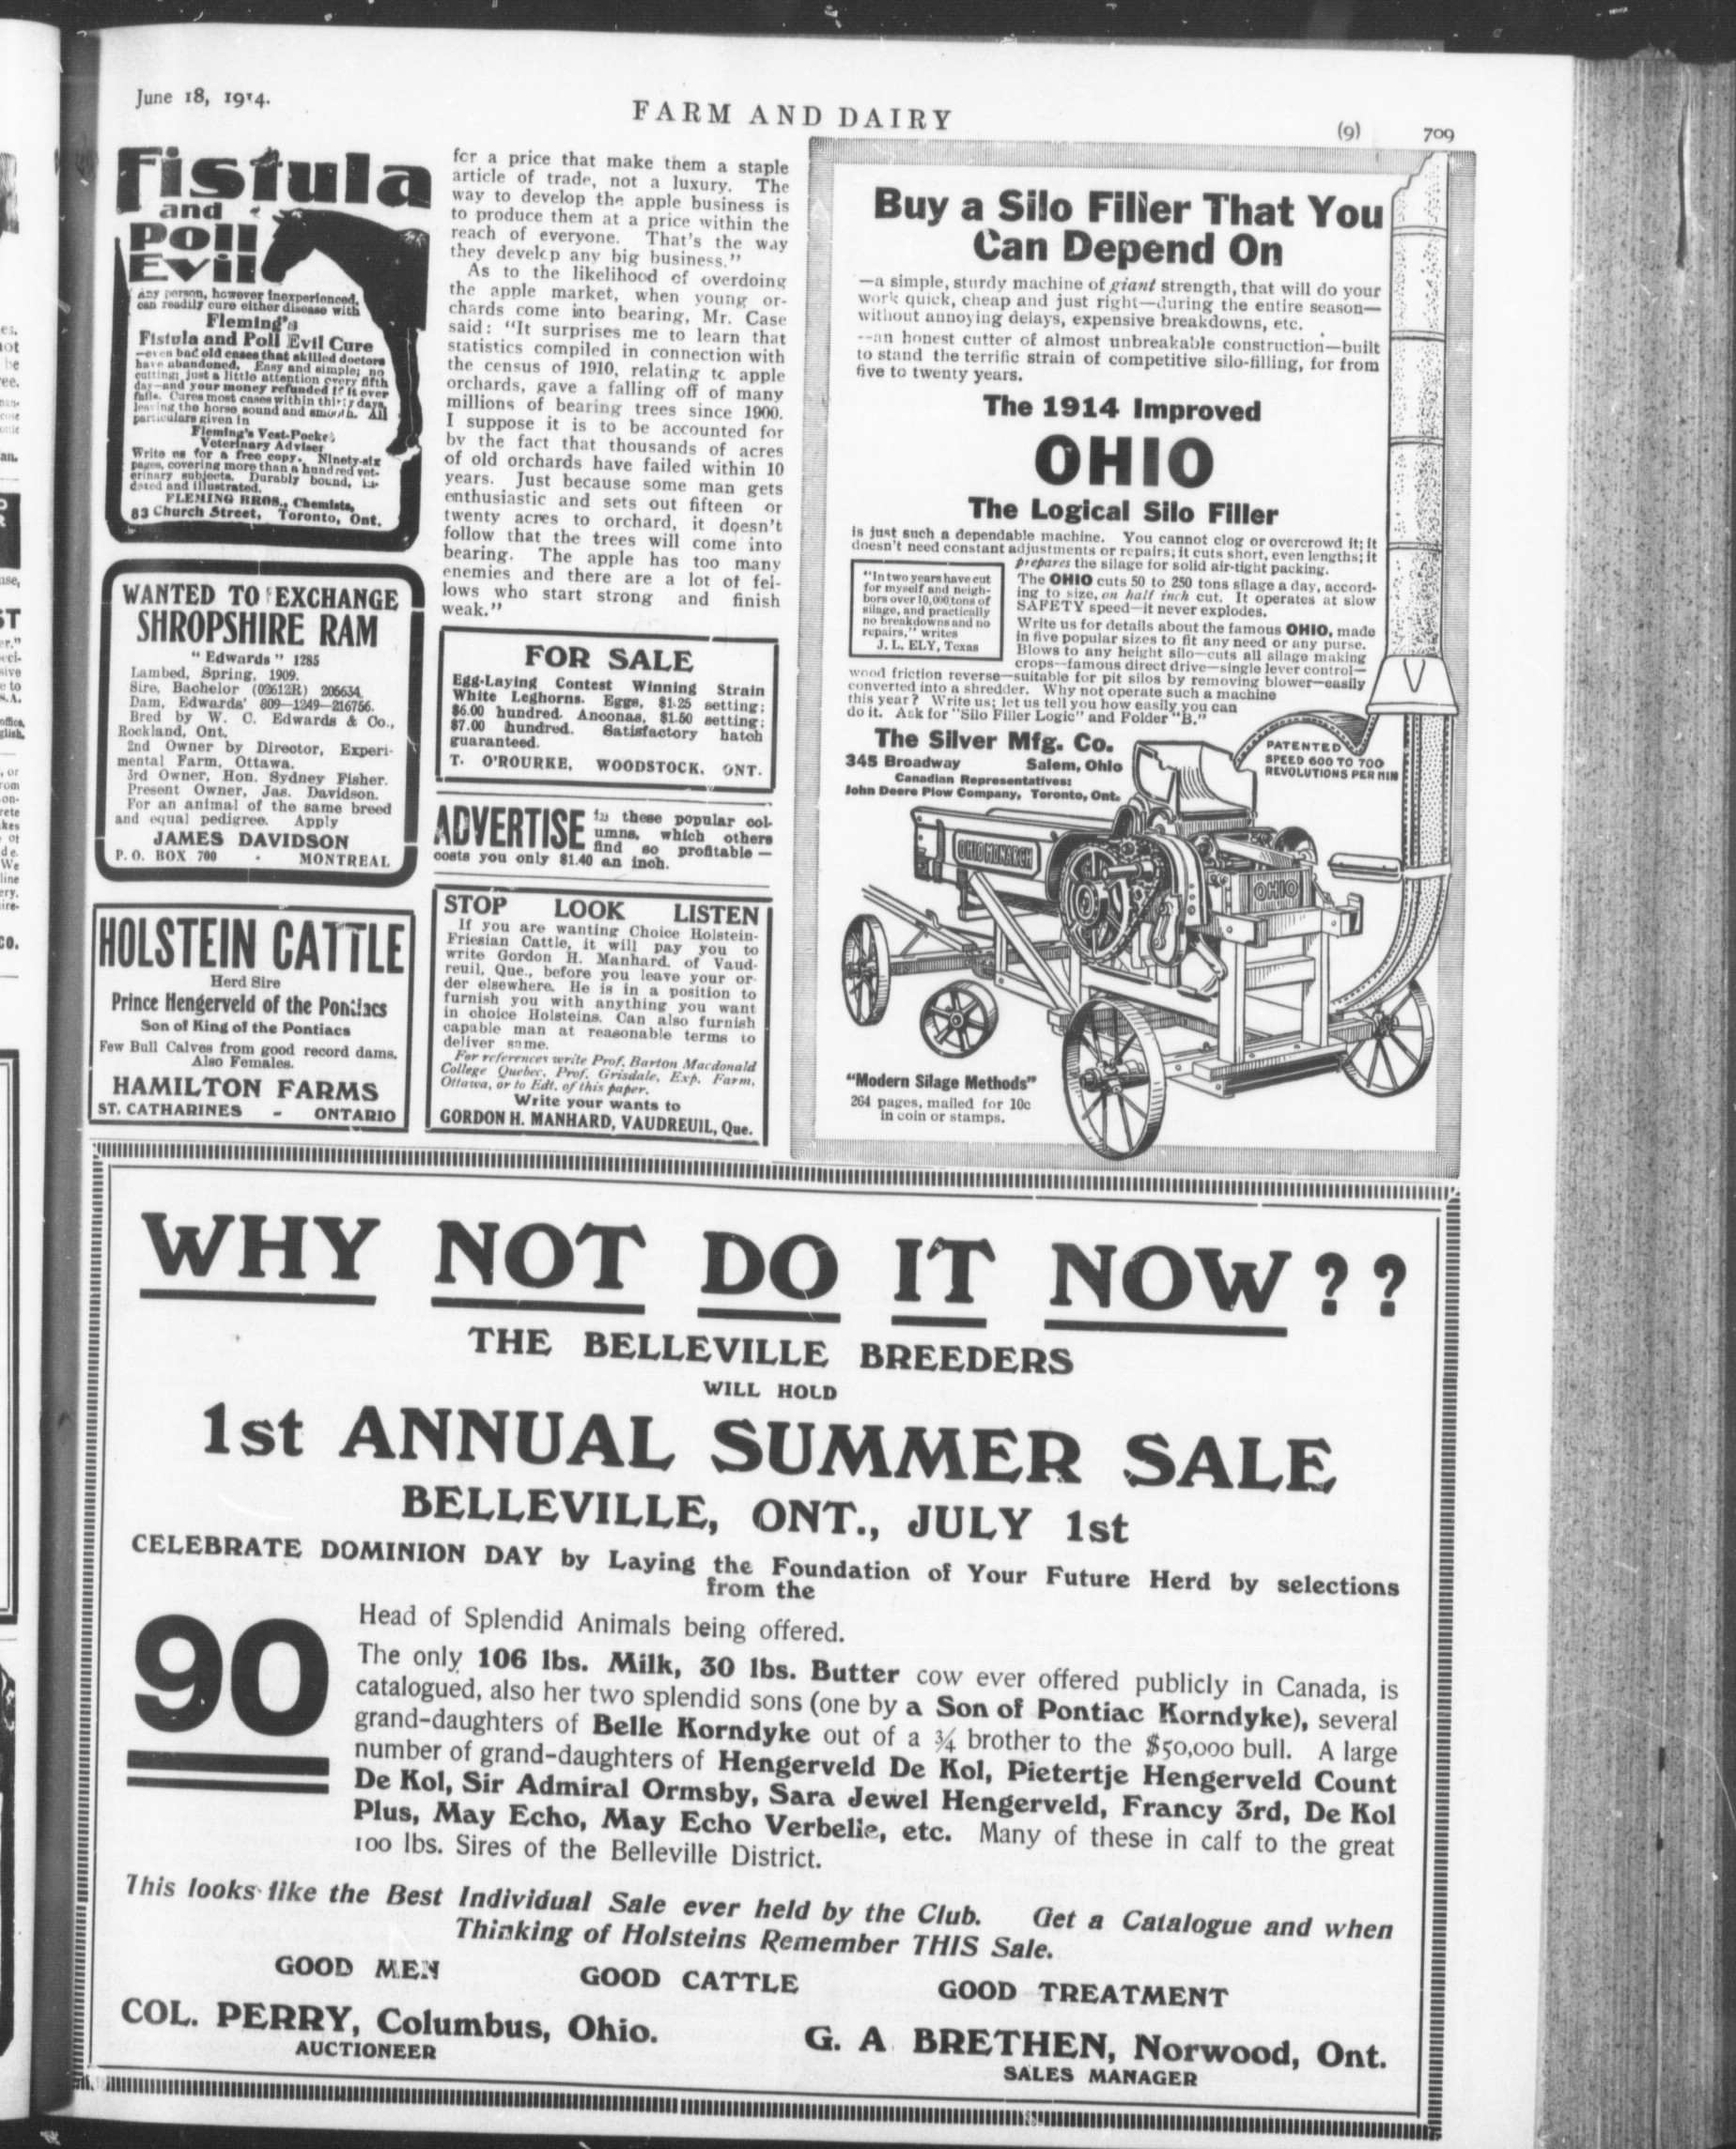 June 18, 1914.
FARM AND DAIRY
(9)
709
Fistula
and
Poll
Evil
Any person, however inexperienced,
can readily cure either disease with
Fleming's
Fistula and Poll Evil Cure
—even bad old cases that skilled doctors
have abandoned. Easy and simple; no
cutting; just a little attention every fifth
day—and your money refunded if it ever
fails. Cures most cases within thirty days,
leaving the horse sound and smooth. All
particulars given in
Fleming's Vest-Pocket
Veterinary Adviser
Write us for a free copy. Ninety-six
pages, covering more than a hundred vet-
erinary subjects. Durably bound, in-
dexed and illustrated.
FLEMING BROS., Chemists,
83 Church Street, Toronto, Ont.
WANTED TO EXCHANGE
SHROPSHIRE RAM
" Edwards " 1285
Lambed, Spring, 1909.
Sire, Bachelor (02612R) 206634.
Dam, Edwards' 809—1249—216756.
Bred by W. C. Edwards & Co.,
Rockland, Ont.
2nd Owner by Director, Experi-
mental Farm, Ottawa.
3rd Owner, Hon. Sydney Fisher.
Present Owner, Jas. Davidson.
For an animal of the same breed
and equal pedigree. Apply
JAMES DAVIDSON
P. O. BOX 700 - MONTREAL
HOLSTEIN CATTLE
Herd Sire
Prince Hengerveld of the Pontiacs
Son of King of the Pontiacs
Few Bull Calves from good record dams.
Also Females.
HAMILTON FARMS
ST. CATHARINES - ONTARIO
for a price that make them a staple
article of trade, not a luxury. The
way to develop the apple business is
to produce them at a price within the
reach of everyone. That's the way
they develop any big business."
As to the likelihood of overdoing
the apple market, when young or-
chards come into bearing, Mr. Case
said: "It surprises me to learn that
statistics compiled in connection with
the census of 1910, relating to apple
orchards, gave a falling off of many
millions of bearing trees since 1900.
I suppose it is to be accounted for
by the fact that thousands of acres
of old orchards have failed within 10
years. Just because some man gets
enthusiastic and sets out fifteen or
twenty acres to orchard, it doesn't
follow that the trees will come into
bearing. The apple has too many
enemies and there are a lot of fel-
lows who start strong and finish
weak."
FOR SALE
Egg-Laying Contest Winning Strain
White Leghorns. Eggs, $1.25 setting;
$6.00 hundred. Anconas, $1.50 setting;
$7.00 hundred. Satisfactory hatch
guaranteed.
T. O'ROURKE, WOODSTOCK, ONT.
ADVERTISE in these popular col-
umns, which others
find so profitable—
costs you only $1.40 an inch.
STOP LOOK LISTEN
If you are wanting Choice Holstein-
Friesian Cattle, it will pay you to
write Gordon H. Manhard, of Vaud-
reuil, Que., before you leave your or-
der elsewhere. He is in a position to
furnish you with anything you want
in choice Holsteins. Can also furnish
capable man at reasonable terms to
deliver same.
For references write Prof. Barton Macdonald
College Quebec, Prof. Grisdale, Exp. Farm,
Ottawa, or to Edt. of this paper.
Write your wants to
GORDON H. MANHARD, VAUDREUIL, Que.
Buy a Silo Filler That You
Can Depend On
—a simple, sturdy machine of giant strength, that will do your
work quick, cheap and just right—during the entire season—
without annoying delays, expensive breakdowns, etc.
—an honest cutter of almost unbreakable construction—built
to stand the terrific strain of competitive silo-filling, for from
five to twenty years.
The 1914 Improved
OHIO
The Logical Silo Filler
is just such a dependable machine. You cannot clog or overcrowd it; it
doesn't need constant adjustments or repairs; it cuts short, even lengths; it
prepares the silage for solid air-tight packing.
"In two years have cut
for myself and neigh-
bors over 10,000 tons of
silage, and practically
no breakdowns and no
repairs," writes
J. L. ELY, Texas
The OHIO cuts 50 to 250 tons silage a day, accord-
ing to size, on half inch cut. It operates at slow
SAFETY speed—it never explodes.
Write us for details about the famous OHIO, made
in five popular sizes to fit any need or any purse.
Blows to any height silo—cuts all silage making
crops—famous direct drive—single lever control—
wood friction reverse—suitable for pit silos by removing blower—easily
converted into a shredder. Why not operate such a machine
this year? Write us; let us tell you how easily you can
do it. Ask for "Silo Filler Logic" and Folder "B."
The Silver Mfg. Co.
345 Broadway Salem, Ohio
Canadian Representatives:
John Deere Plow Company, Toronto, Ont.
PATENTED
SPEED 600 TO 700
REVOLUTIONS PER MIN
OHIO MONARCH
OHIO
"Modern Silage Methods"
264 pages, mailed for 10c
in coin or stamps.
WHY NOT DO IT NOW??
THE BELLEVILLE BREEDERS
WILL HOLD
1st ANNUAL SUMMER SALE
BELLEVILLE, ONT., JULY 1st
CELEBRATE DOMINION DAY by Laying the Foundation of Your Future Herd by selections
from the
90
Head of Splendid Animals being offered.
The only 106 lbs. Milk, 30 lbs. Butter cow ever offered publicly in Canada, is
catalogued, also her two splendid sons (one by a Son of Pontiac Korndyke), several
grand-daughters of Belle Korndyke out of a ¾ brother to the $50,000 bull. A large
number of grand-daughters of Hengerveld De Kol, Pietertje Hengerveld Count
De Kol, Sir Admiral Ormsby, Sara Jewel Hengerveld, Francy 3rd, De Kol
Plus, May Echo, May Echo Verbelie, etc. Many of these in calf to the great
100 lbs. Sires of the Belleville District.
This looks like the Best Individual Sale ever held by the Club. Get a Catalogue and when
Thinking of Holsteins Remember THIS Sale.
GOOD MEN GOOD CATTLE GOOD TREATMENT
COL. PERRY, Columbus, Ohio.
AUCTIONEER
G. A. BRETHEN, Norwood, Ont.
SALES MANAGER